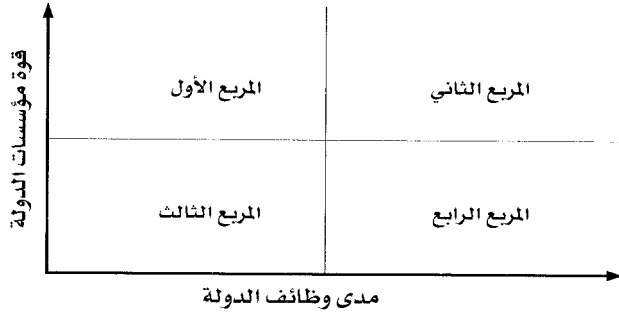 قوة مؤسسات الدولة
المربع الأول
المربع الثاني
المربع الثالث
المربع الرابع
مدى وظائف الدولة